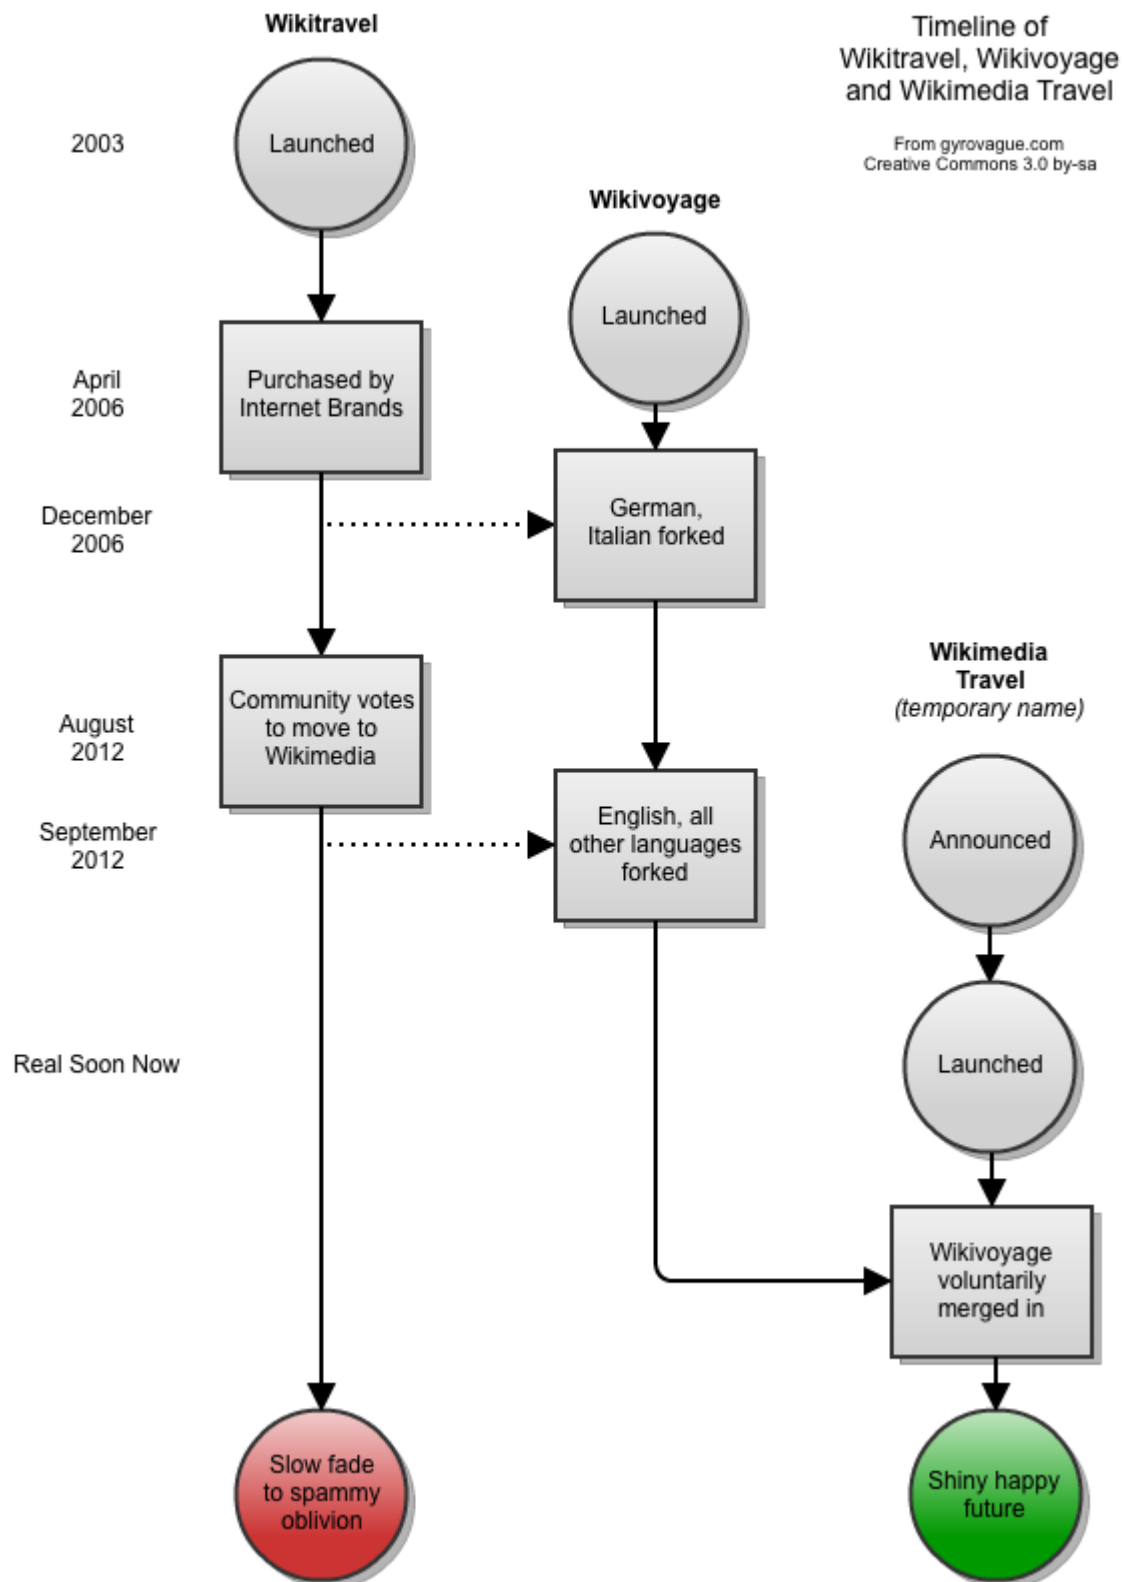 Wikitravel
Timeline of
Wikitravel, Wikivoyage
and Wikimedia Travel
From gyrovague.com
Creative Commons 3.0 by-sa
2003
Launched
Wikivoyage
Launched
April
2006
Purchased by
Internet Brands
December
2006
German,
Italian forked
Wikimedia
Travel
(temporary name)
August
2012
Community votes
to move to
Wikimedia
September
2012
English, all
other languages
forked
Announced
Real Soon Now
Launched
Wikivoyage
voluntarily
merged in
Slow fade
to spammy
oblivion
Shiny happy
future